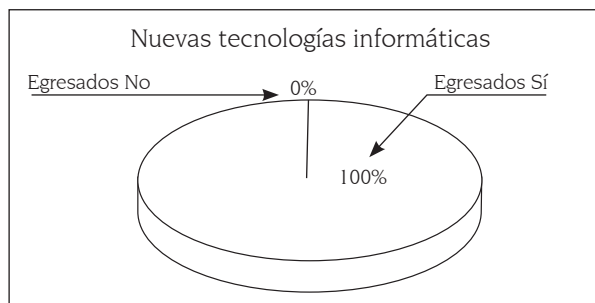 Nuevas tecnologías informáticas
Egresados No
0%
Egresados Sí
100%